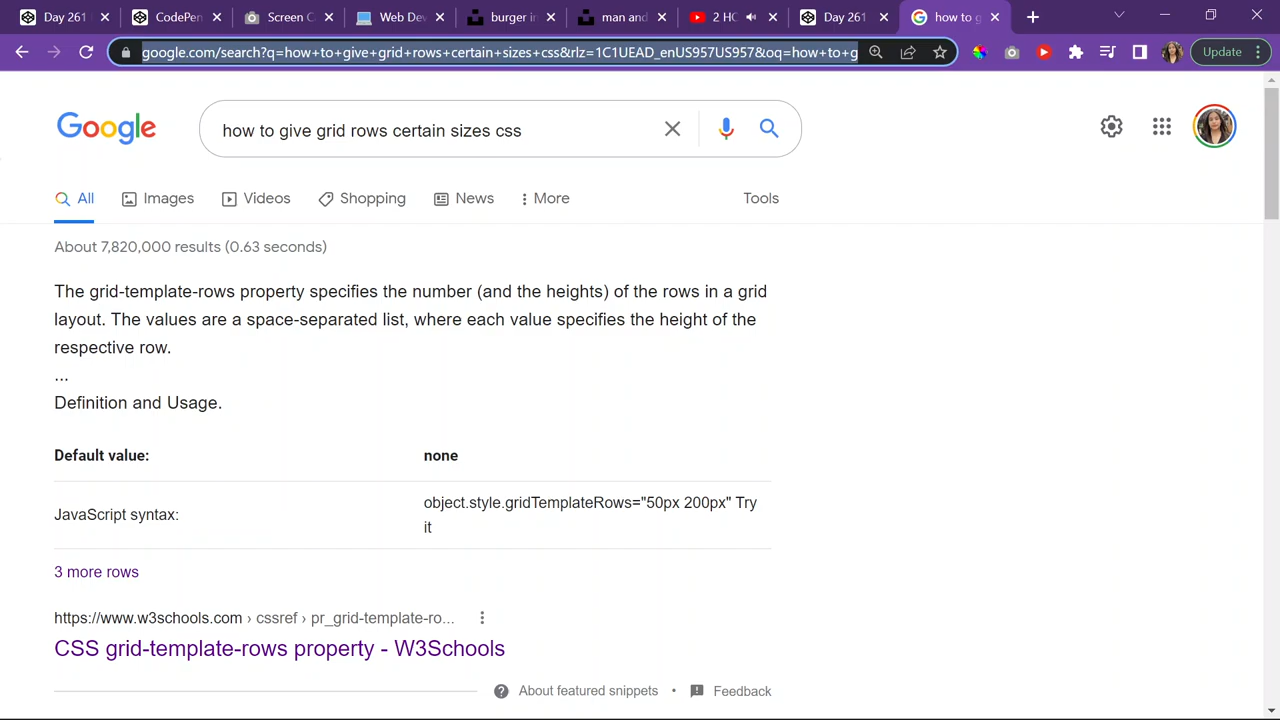 Day 261
CodePen
Screen C
Web Dev
burger in
man and
2 HO
Day 261
how to g
google.com/search?q=how+to+give+grid+rows+certain+sizes+css&rlz=1C1UEAD_enUS957US957&oq=how+to+g
Update
Google
how to give grid rows certain sizes css
All
Images
Videos
Shopping
News
More
Tools
About 7,820,000 results (0.63 seconds)
The grid-template-rows property specifies the number (and the heights) of the rows in a grid
layout. The values are a space-separated list, where each value specifies the height of the
respective row.
...
Definition and Usage.
Default value: none
JavaScript syntax: object.style.gridTemplateRows="50px 200px" Try
it
3 more rows
https://www.w3schools.com › cssref › pr_grid-template-ro...
CSS grid-template-rows property - W3Schools
About featured snippets • Feedback